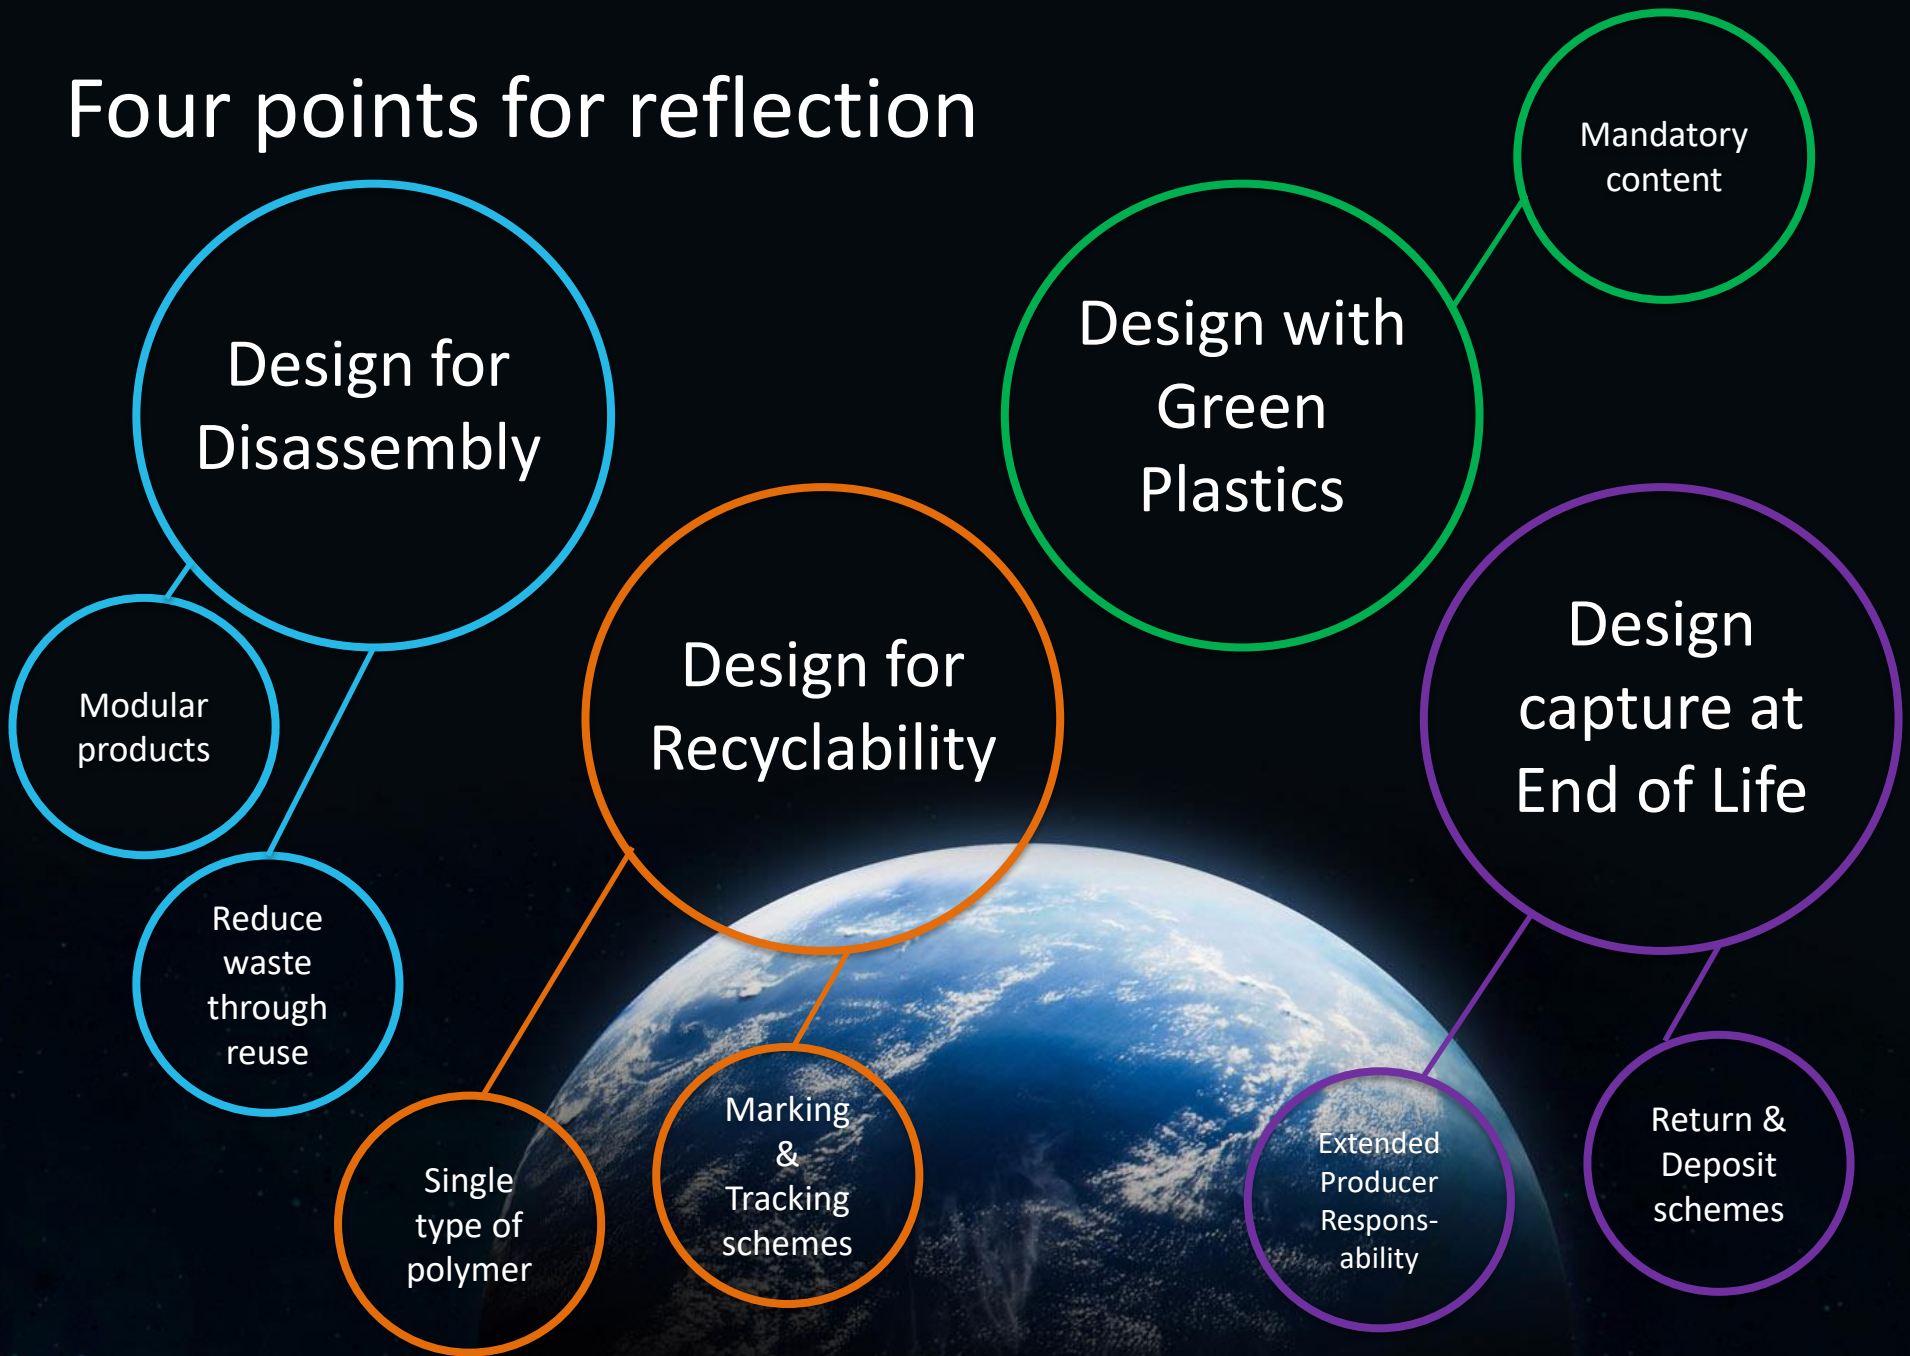 Four points for reflection
Mandatory
content
Design for
Disassembly
Modular
products
Reduce
waste
through
reuse
Design for
Recyclability
Single
type of
polymer
Marking
&
Tracking
schemes
Design with
Green
Plastics
Design
capture at
End of Life
Extended
Producer
Respons-
ability
Return &
Deposit
schemes